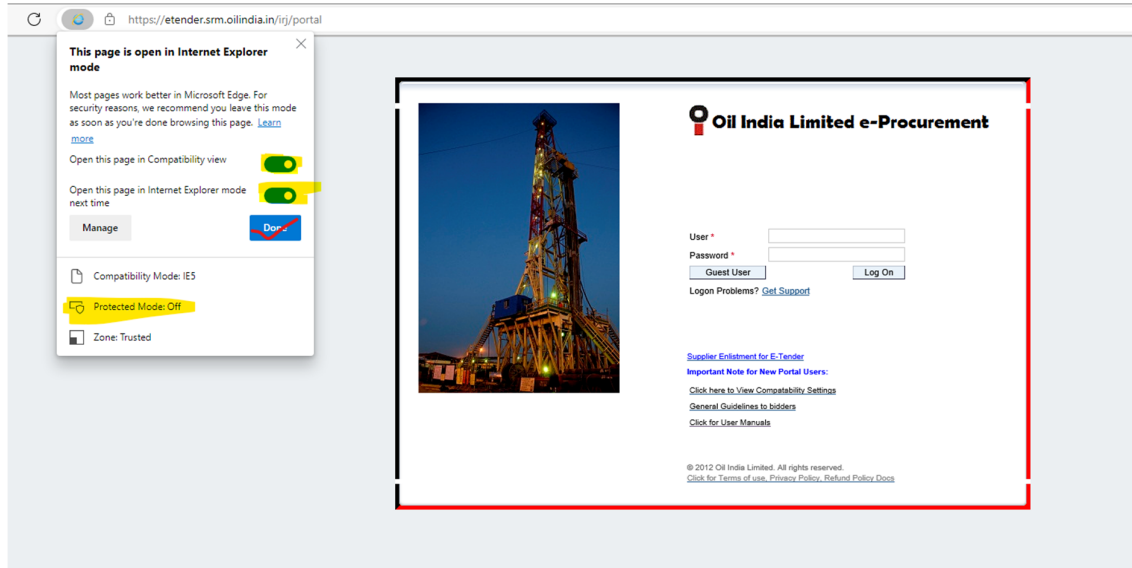 https://etender.srm.oilindia.in/irj/portal
This page is open in Internet Explorer
mode
Most pages work better in Microsoft Edge. For
security reasons, we recommend you leave this mode
as soon as you're done browsing this page. Learn
more
Open this page in Compatibility view
Open this page in Internet Explorer mode
next time
Manage
Done
Compatibility Mode: IE5
Protected Mode: Off
Zone: Trusted
Oil India Limited e-Procurement
User *
Password *
Guest User
Log On
Logon Problems? Get Support
Supplier Enlistment for E-Tender
Important Note for New Portal Users:
Click here to View Compatability Settings
General Guidelines to bidders
Click for User Manuals
© 2012 Oil India Limited. All rights reserved.
Click for Terms of use, Privacy Policy, Refund Policy Docs